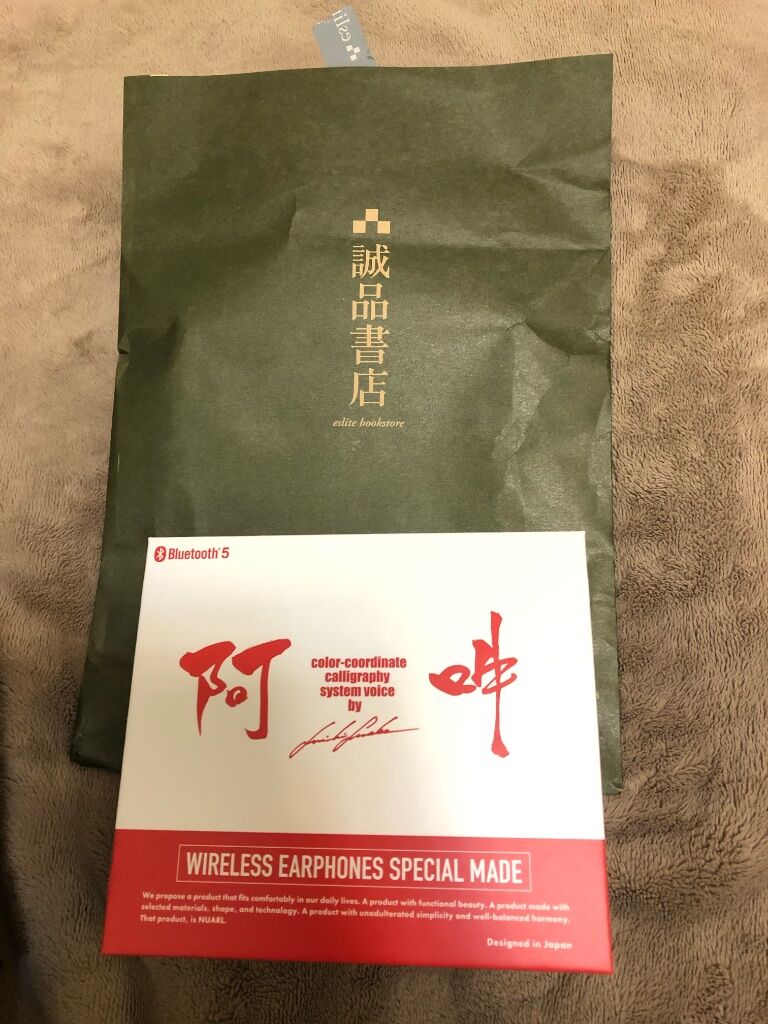 eslit
誠品書店
eslite bookstore
Bluetooth® 5
阿吽
color-coordinate
calligraphy
system voice
by
WIRELESS EARPHONES SPECIAL MADE
We propose a product that fits comfortably in our daily lives. A product with functional beauty. A product made with
selected materials, shape, and technology. A product with unadulterated simplicity and well-balanced harmony.
That product, is NUARL.
Designed in Japan